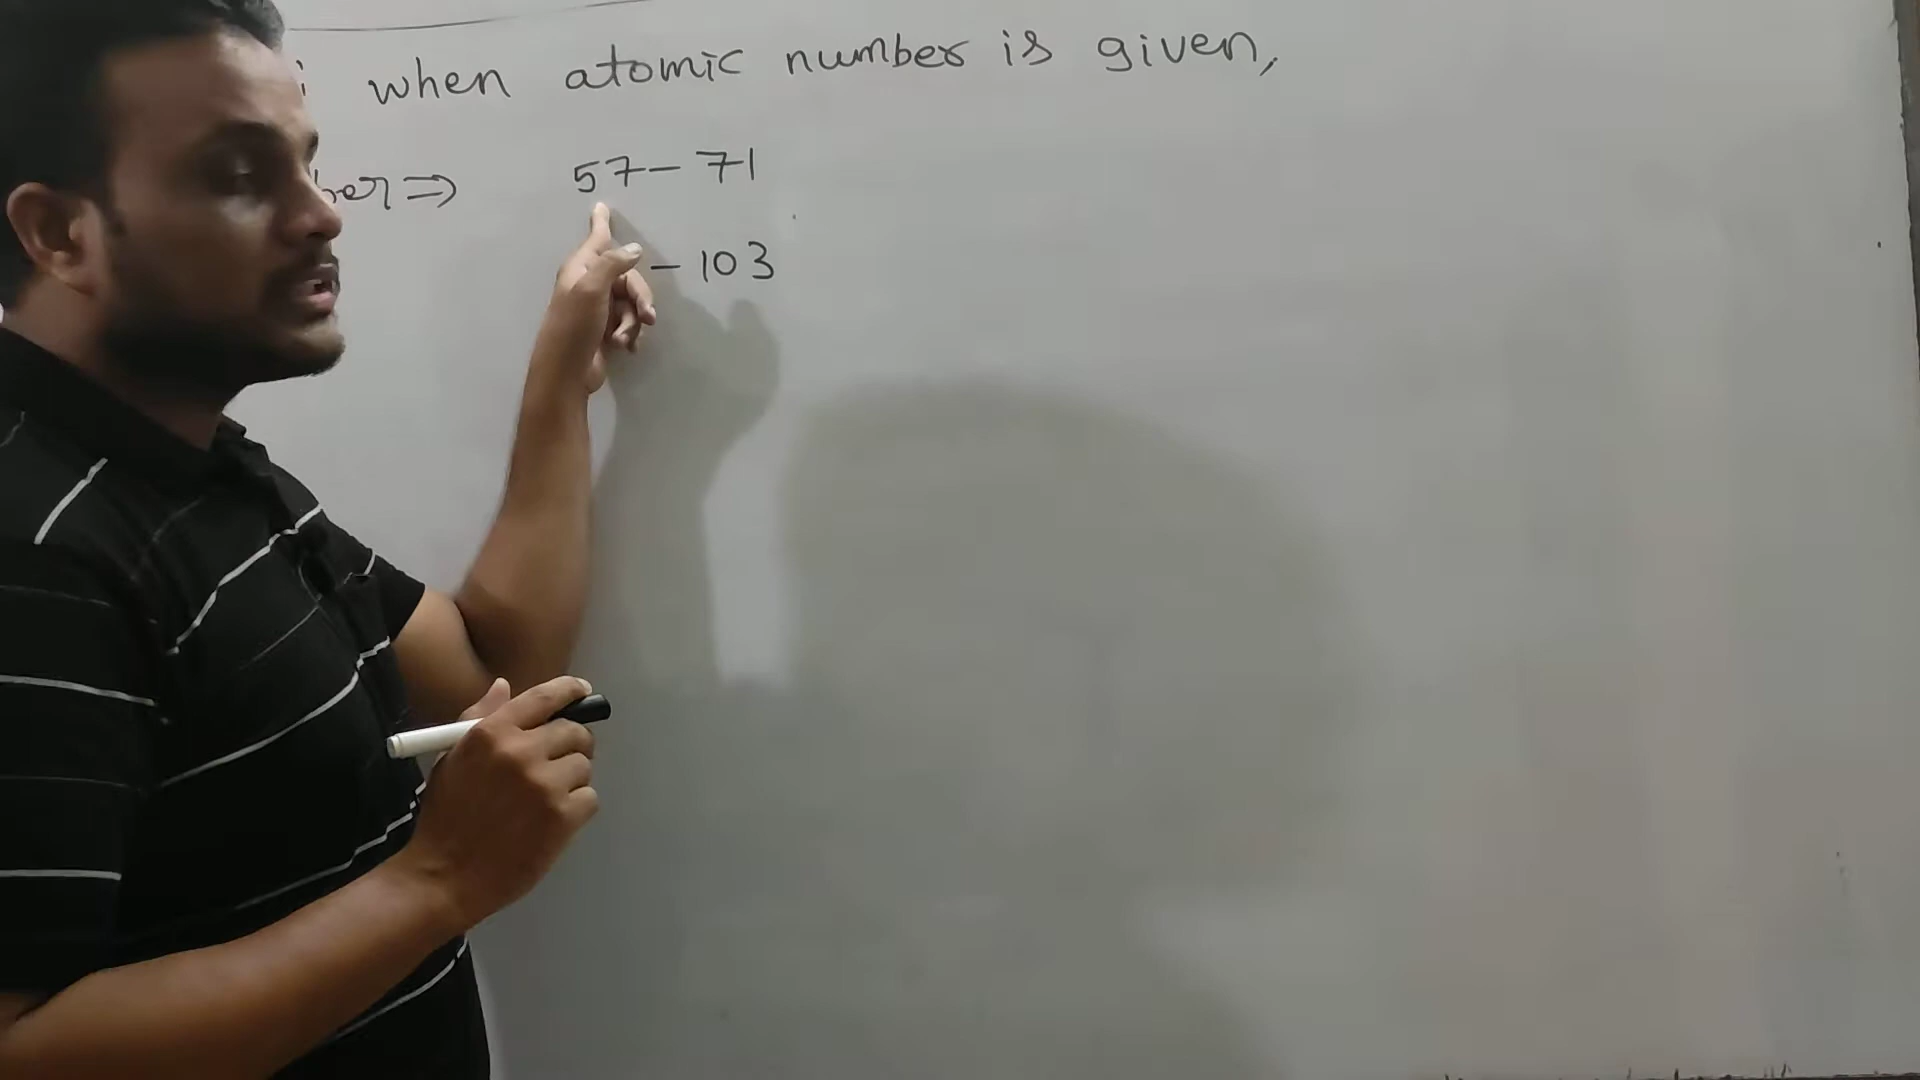 when atomic number is given,
⇒ 57 - 71
- 103